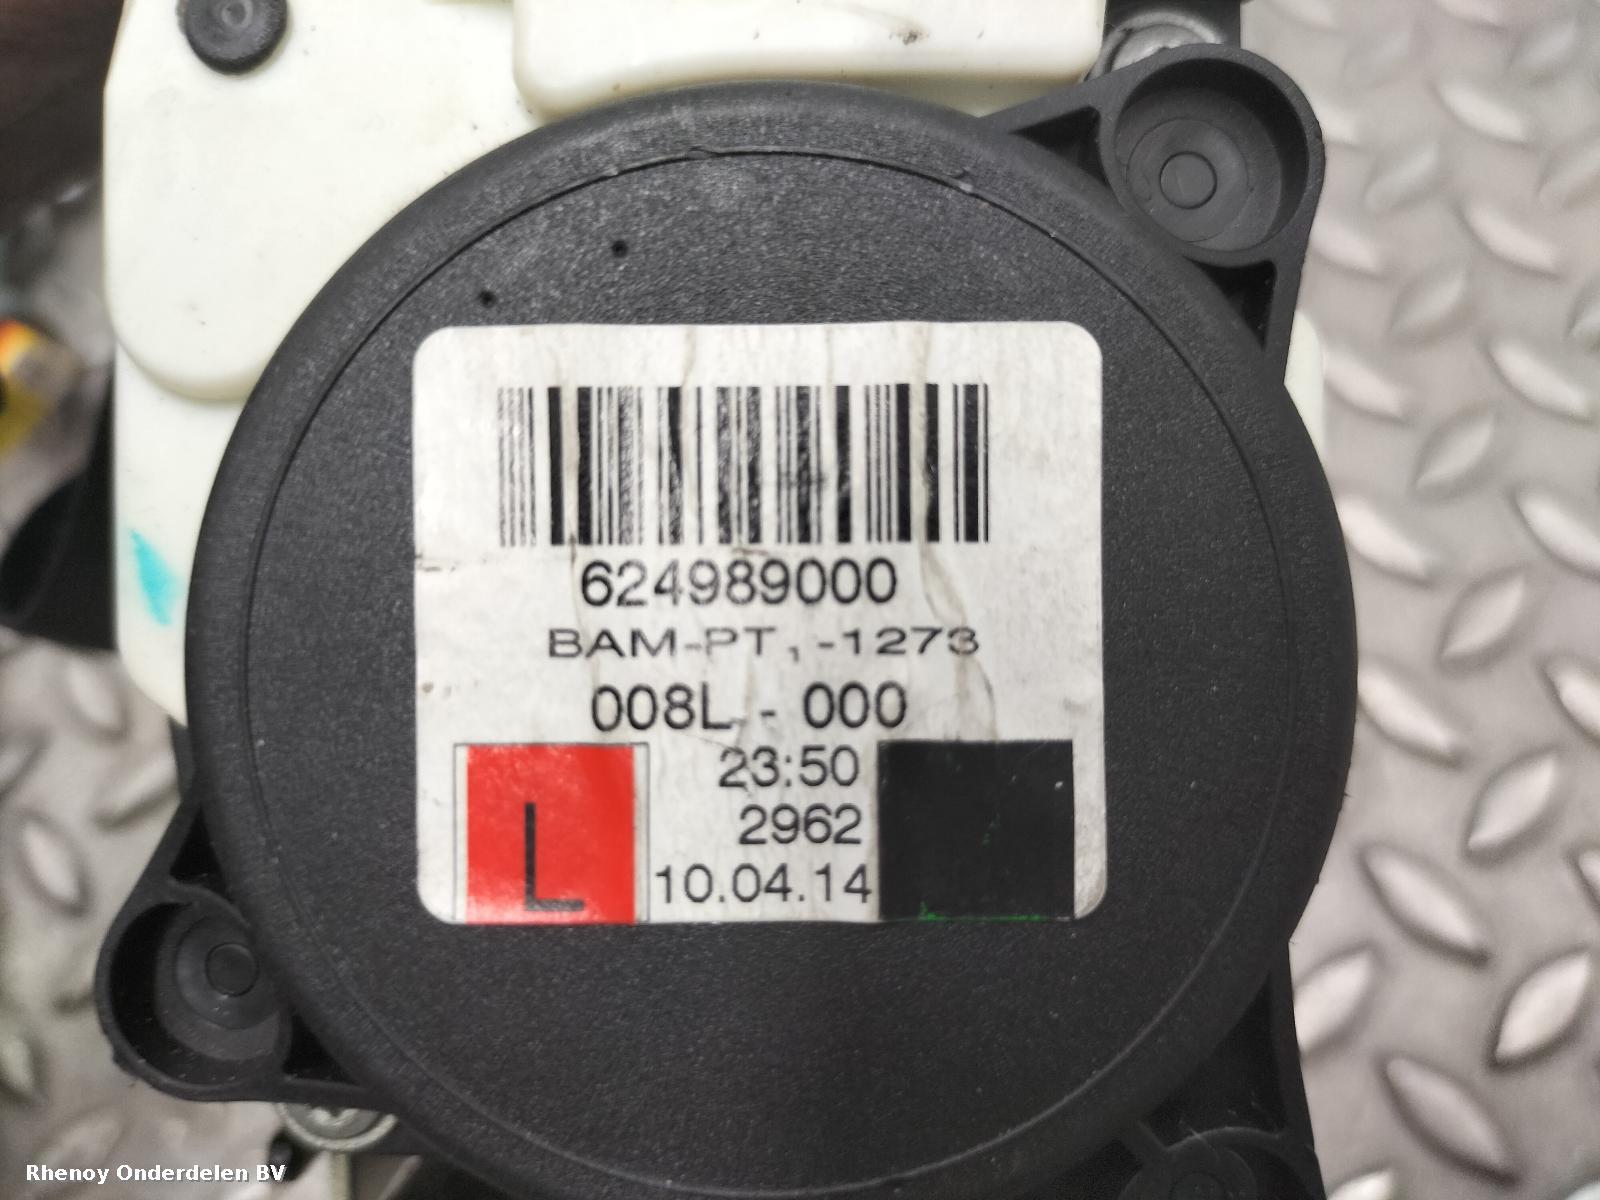 624989000
BAM-PT, -1273
008L - 000
23:50
2962
L
10.04.14
Rhenoy Onderdelen BV